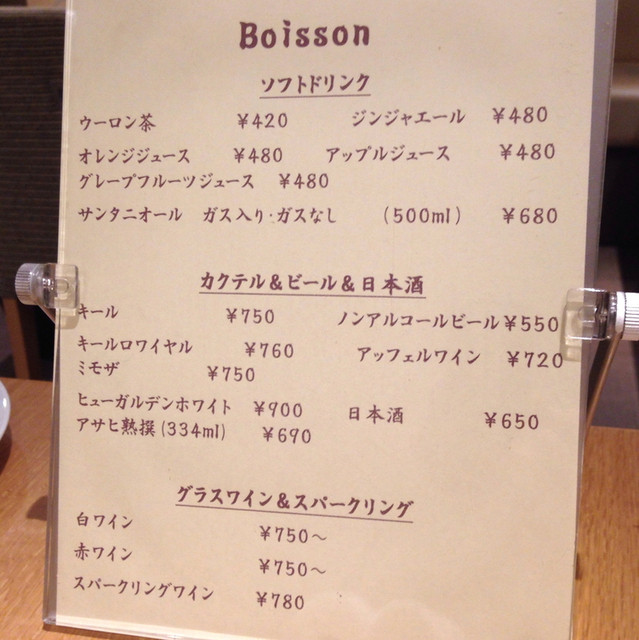 Boisson
ソフトドリンク
ウーロン茶 ¥420 ジンジャエール ¥480
オレンジジュース ¥480 アップルジュース ¥480
グレープフルーツジュース ¥480
サンタニオール ガス入り・ガスなし (500ml) ¥680
カクテル&ビール&日本酒
キール ¥750 ノンアルコールビール ¥550
キールロワイヤル ¥760 アッフェルワイン ¥720
ミモザ ¥750
ヒューガルデンホワイト ¥900 日本酒 ¥650
アサヒ熟撰(334ml) ¥690
グラスワイン&スパークリング
白ワイン ¥750〜
赤ワイン ¥750〜
スパークリングワイン ¥780